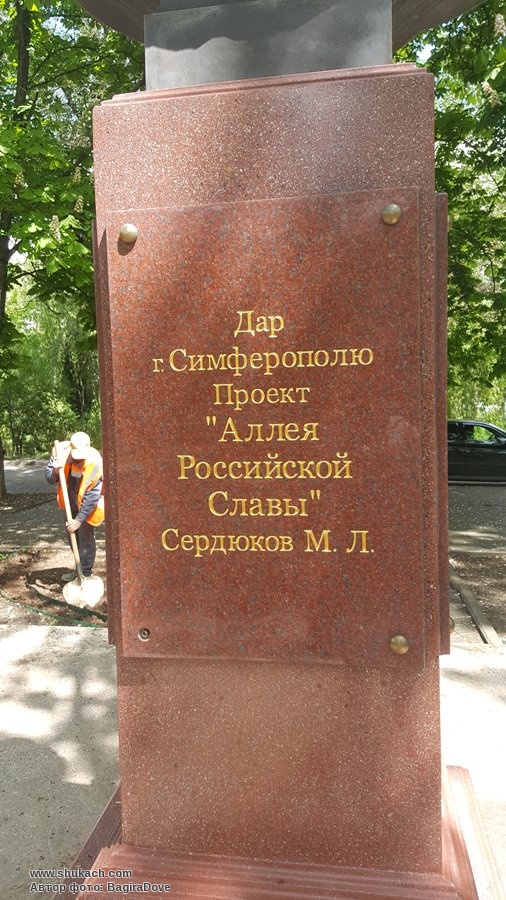 Дар
г. Симферополю
Проект
"Аллея
Российской
Славы"
Сердюков М. Л.
www.shukach.com
Автор фото: BagiraDove